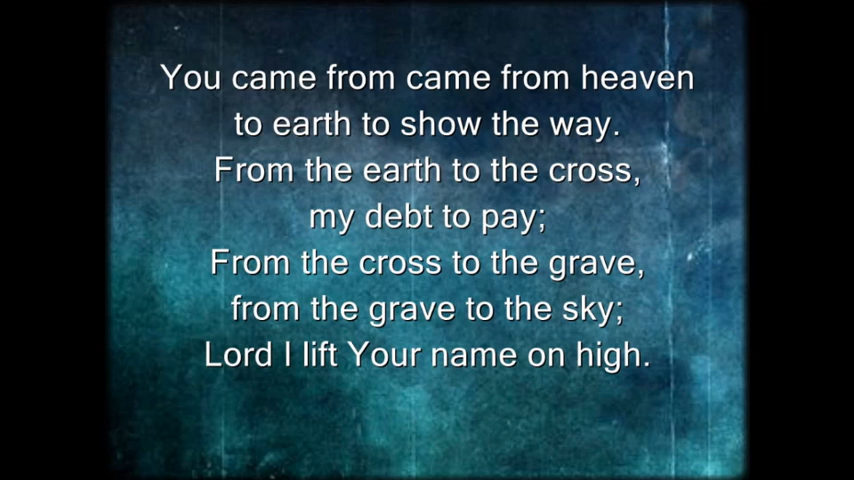 You came from came from heaven
to earth to show the way.
From the earth to the cross,
my debt to pay;
From the cross to the grave,
from the grave to the sky;
Lord I lift Your name on high.